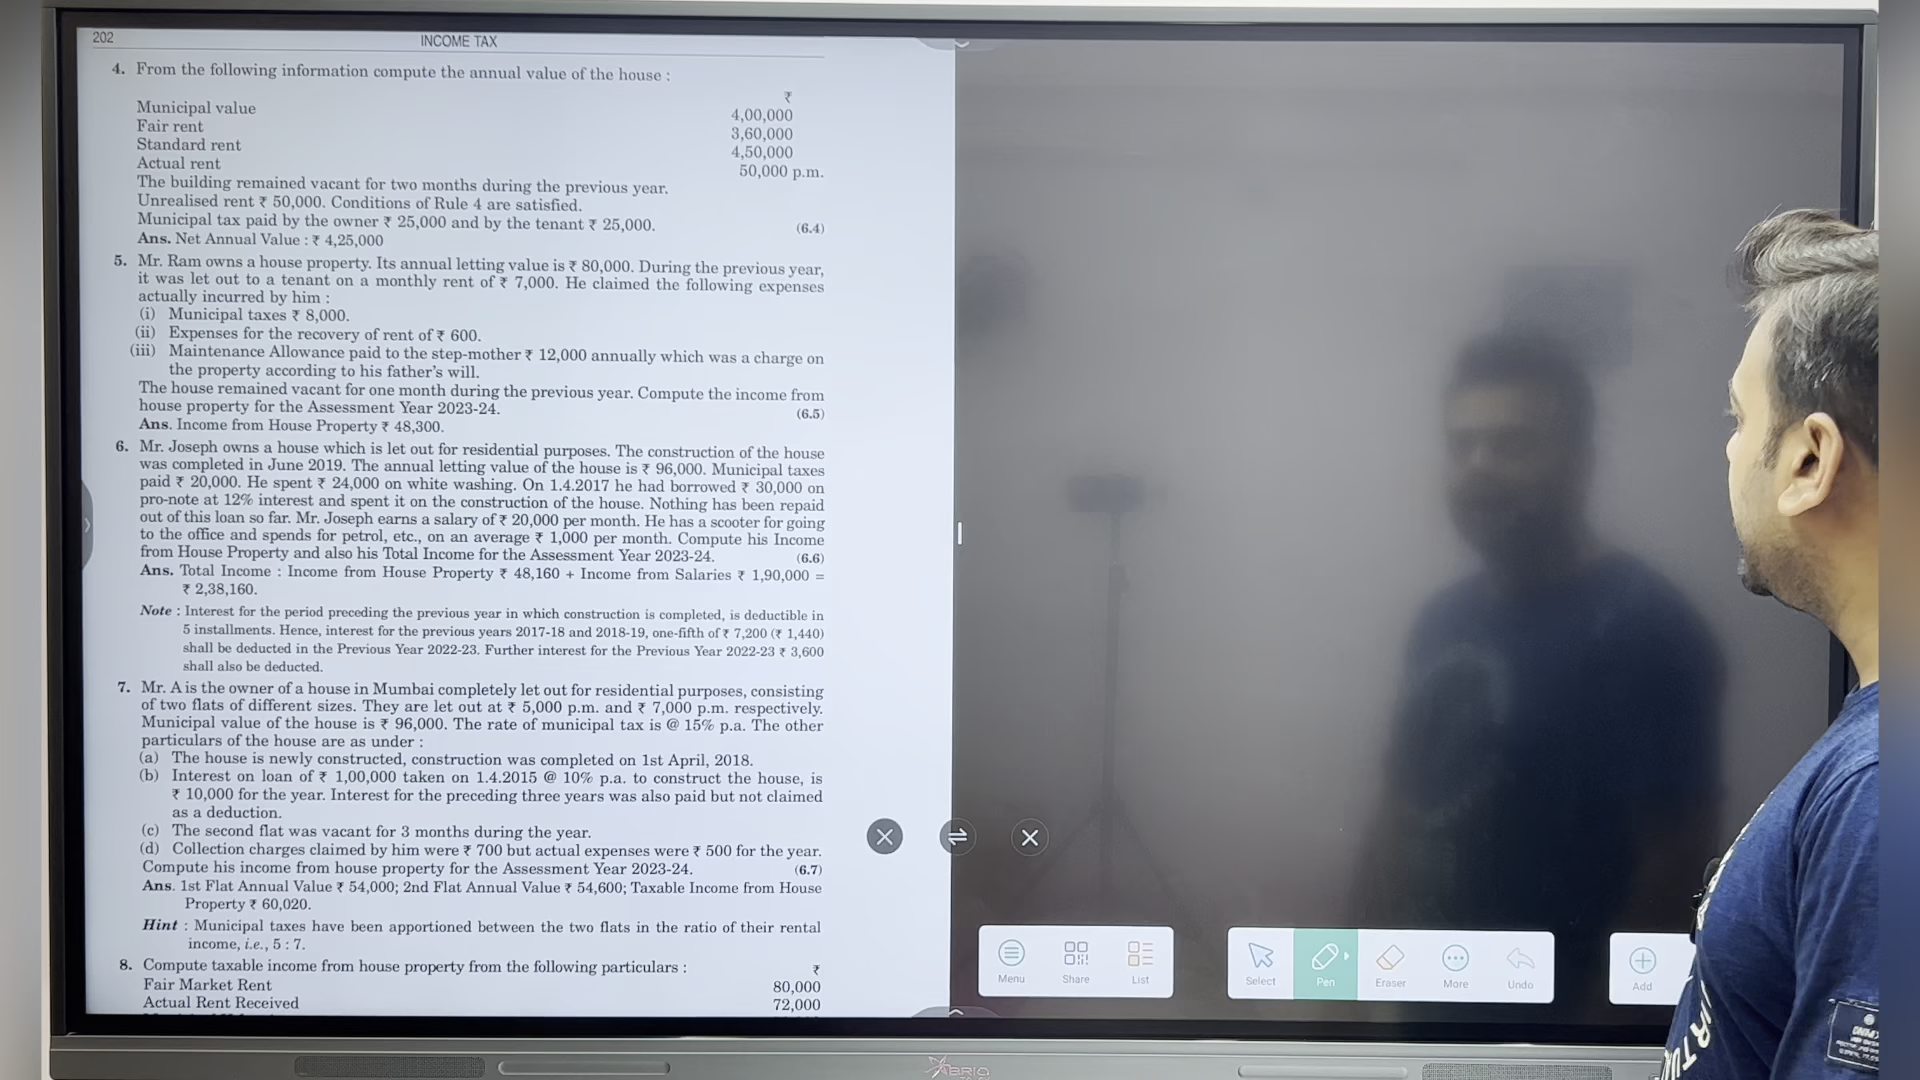 202
INCOME TAX
4. From the following information compute the annual value of the house :
₹
Municipal value 4,00,000
Fair rent 3,60,000
Standard rent 4,50,000
Actual rent 50,000 p.m.
The building remained vacant for two months during the previous year.
Unrealised rent ₹ 50,000. Conditions of Rule 4 are satisfied.
Municipal tax paid by the owner ₹ 25,000 and by the tenant ₹ 25,000. (6.4)
Ans. Net Annual Value : ₹ 4,25,000
5. Mr. Ram owns a house property. Its annual letting value is ₹ 80,000. During the previous year,
it was let out to a tenant on a monthly rent of ₹ 7,000. He claimed the following expenses
actually incurred by him :
(i) Municipal taxes ₹ 8,000.
(ii) Expenses for the recovery of rent of ₹ 600.
(iii) Maintenance Allowance paid to the step-mother ₹ 12,000 annually which was a charge on
the property according to his father's will.
The house remained vacant for one month during the previous year. Compute the income from
house property for the Assessment Year 2023-24. (6.5)
Ans. Income from House Property ₹ 48,300.
6. Mr. Joseph owns a house which is let out for residential purposes. The construction of the house
was completed in June 2019. The annual letting value of the house is ₹ 96,000. Municipal taxes
paid ₹ 20,000. He spent ₹ 24,000 on white washing. On 1.4.2017 he had borrowed ₹ 30,000 on
pro-note at 12% interest and spent it on the construction of the house. Nothing has been repaid
out of this loan so far. Mr. Joseph earns a salary of ₹ 20,000 per month. He has a scooter for going
to the office and spends for petrol, etc., on an average ₹ 1,000 per month. Compute his Income
from House Property and also his Total Income for the Assessment Year 2023-24. (6.6)
Ans. Total Income : Income from House Property ₹ 48,160 + Income from Salaries ₹ 1,90,000 =
₹ 2,38,160.
Note : Interest for the period preceding the previous year in which construction is completed, is deductible in
5 installments. Hence, interest for the previous years 2017-18 and 2018-19, one-fifth of ₹ 7,200 (₹ 1,440)
shall be deducted in the Previous Year 2022-23. Further interest for the Previous Year 2022-23 ₹ 3,600
shall also be deducted.
7. Mr. A is the owner of a house in Mumbai completely let out for residential purposes, consisting
of two flats of different sizes. They are let out at ₹ 5,000 p.m. and ₹ 7,000 p.m. respectively.
Municipal value of the house is ₹ 96,000. The rate of municipal tax is @ 15% p.a. The other
particulars of the house are as under :
(a) The house is newly constructed, construction was completed on 1st April, 2018.
(b) Interest on loan of ₹ 1,00,000 taken on 1.4.2015 @ 10% p.a. to construct the house, is
₹ 10,000 for the year. Interest for the preceding three years was also paid but not claimed
as a deduction.
(c) The second flat was vacant for 3 months during the year.
(d) Collection charges claimed by him were ₹ 700 but actual expenses were ₹ 500 for the year.
Compute his income from house property for the Assessment Year 2023-24. (6.7)
Ans. 1st Flat Annual Value ₹ 54,000; 2nd Flat Annual Value ₹ 54,600; Taxable Income from House
Property ₹ 60,020.
Hint : Municipal taxes have been apportioned between the two flats in the ratio of their rental
income, i.e., 5 : 7.
8. Compute taxable income from house property from the following particulars :
₹
Fair Market Rent 80,000
Actual Rent Received 72,000
Menu Share List Select Pen Eraser More Undo Add